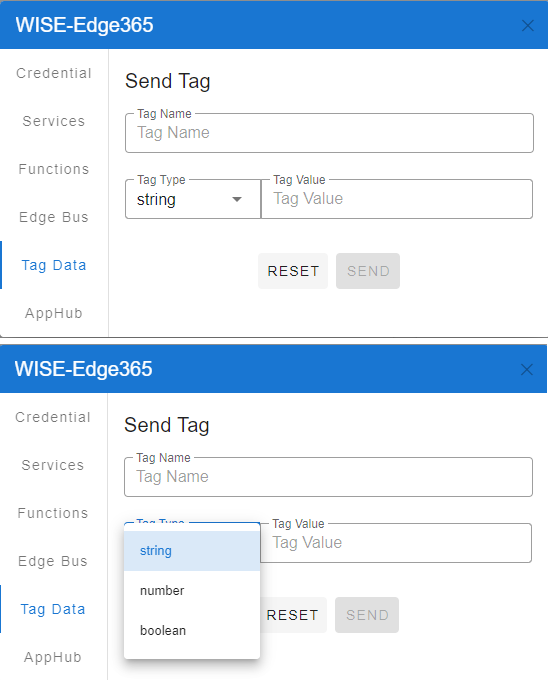 WISE-Edge365
Credential
Send Tag
Tag Name
Tag Name
Services
Functions
Tag Type
Tag Value
string
Tag Value
Edge Bus
Tag Data
RESET
SEND
AppHub
WISE-Edge365
Credential
Send Tag
Tag Name
Tag Name
Services
Functions
Tag Type
Tag Value
Tag Value
string
Edge Bus
number
Tag Data
RESET
SEND
boolean
AppHub